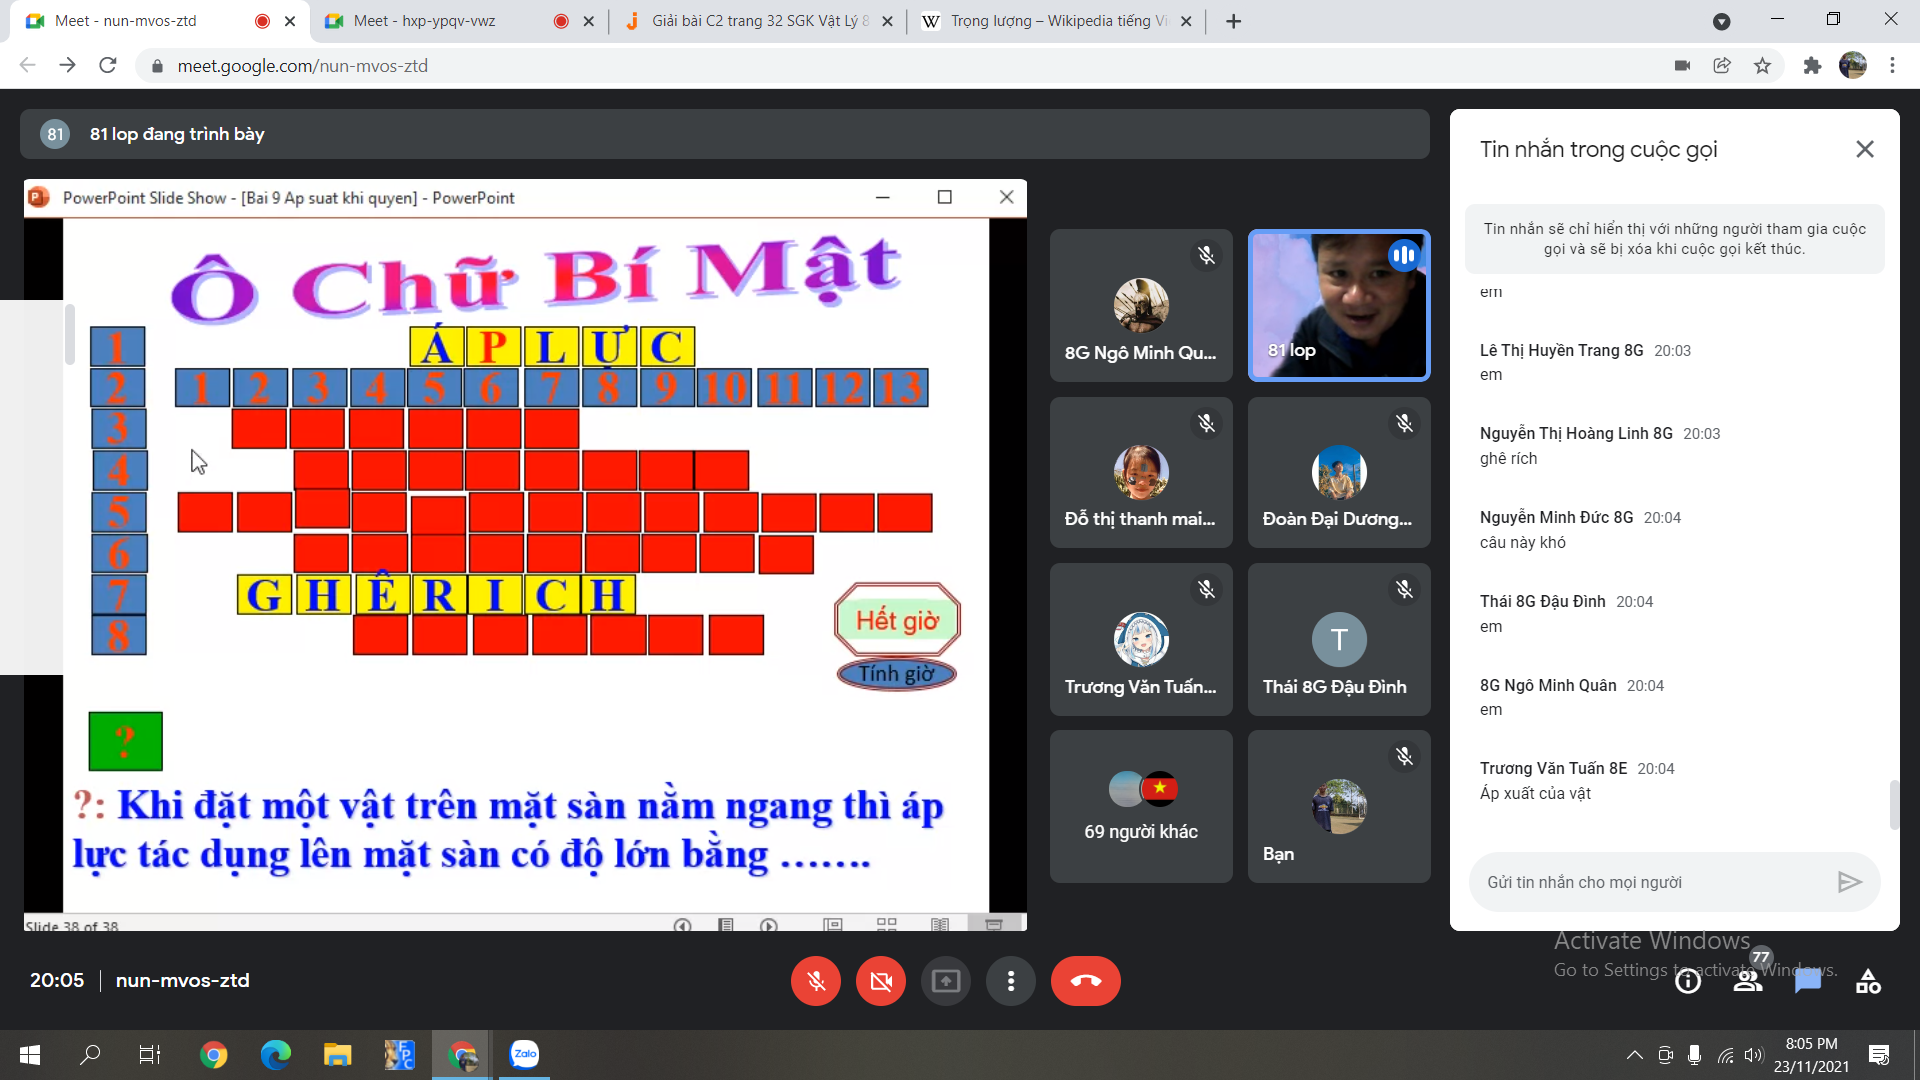 Meet - nun-mvos-ztd
Meet - hxp-ypqv-vwz
Giải bài C2 trang 32 SGK Vật Lý 8
Trọng lượng – Wikipedia tiếng Vi
meet.google.com/nun-mvos-ztd
81
81 lop đang trình bày
PowerPoint Slide Show - [Bai 9 Ap suat khi quyen] - PowerPoint
Ô Chữ Bí Mật
1 Á P L Ự C
2 1 2 3 4 5 6 7 8 9 10 11 12 13
3
4
5
6
7 G H Ê R I C H
8
Hết giờ
Tính giờ
?
?: Khi đặt một vật trên mặt sàn nằm ngang thì áp
lực tác dụng lên mặt sàn có độ lớn bằng …….
Slide 38 of 38
8G Ngô Minh Qu...
81 lop
Đỗ thị thanh mai...
Đoàn Đại Dương...
Trương Văn Tuấn...
T
Thái 8G Đậu Đình
69 người khác
Bạn
Tin nhắn trong cuộc gọi
Tin nhắn sẽ chỉ hiển thị với những người tham gia cuộc
gọi và sẽ bị xóa khi cuộc gọi kết thúc.
em
Lê Thị Huyền Trang 8G 20:03
em
Nguyễn Thị Hoàng Linh 8G 20:03
ghê rích
Nguyễn Minh Đức 8G 20:04
câu này khó
Thái 8G Đậu Đình 20:04
em
8G Ngô Minh Quân 20:04
em
Trương Văn Tuấn 8E 20:04
Áp xuất của vật
Gửi tin nhắn cho mọi người
Activate Windows
Go to Settings to activate Windows.
77
20:05 nun-mvos-ztd
Zalo
8:05 PM
23/11/2021